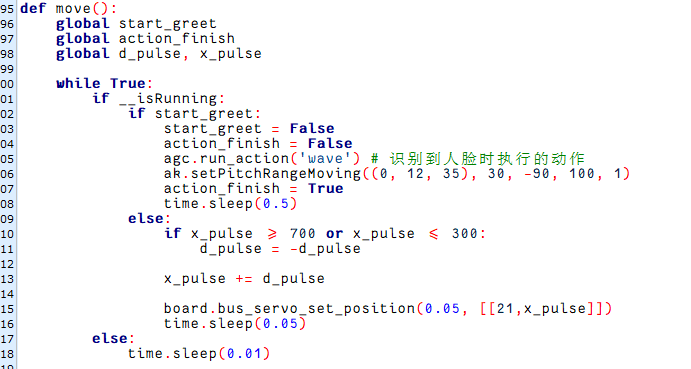 95 def move():
96     global start_greet
97     global action_finish
98     global d_pulse, x_pulse
99
00     while True:
01         if __isRunning:
02             if start_greet:
03                 start_greet = False
04                 action_finish = False
05                 agc.run_action('wave') # 识别到人脸时执行的动作
06                 ak.setPitchRangeMoving((0, 12, 35), 30, -90, 100, 1)
07                 action_finish = True
08                 time.sleep(0.5)
09             else:
10                 if x_pulse ⩾ 700 or x_pulse ⩽ 300:
11                     d_pulse = -d_pulse
12
13                 x_pulse += d_pulse
14
15                 board.bus_servo_set_position(0.05, [[21,x_pulse]])
16                 time.sleep(0.05)
17         else:
18             time.sleep(0.01)